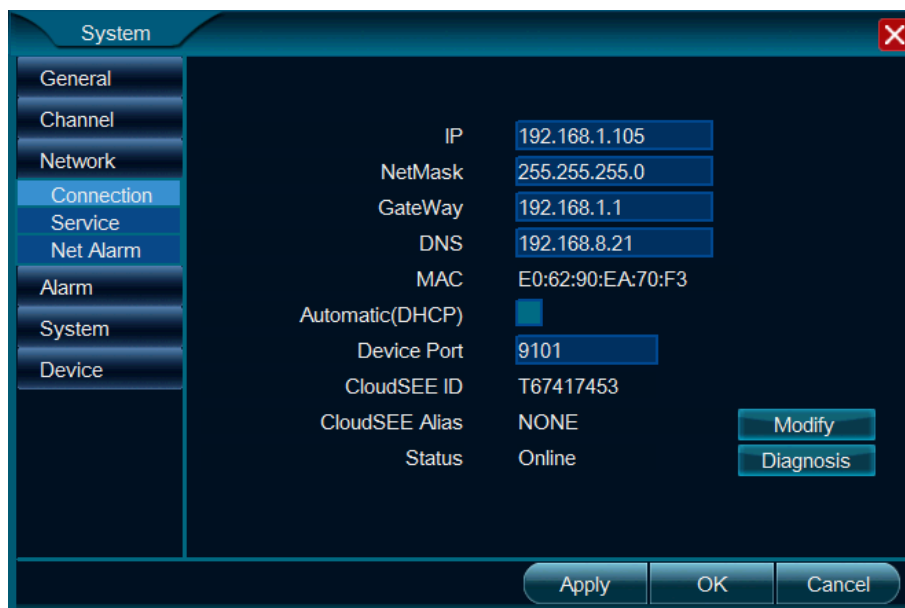 System
General
Channel
Network
Connection
Service
Net Alarm
Alarm
System
Device
IP 192.168.1.105
NetMask 255.255.255.0
GateWay 192.168.1.1
DNS 192.168.8.21
MAC E0:62:90:EA:70:F3
Automatic(DHCP)
Device Port 9101
CloudSEE ID T67417453
CloudSEE Alias NONE Modify
Status Online Diagnosis
Apply OK Cancel